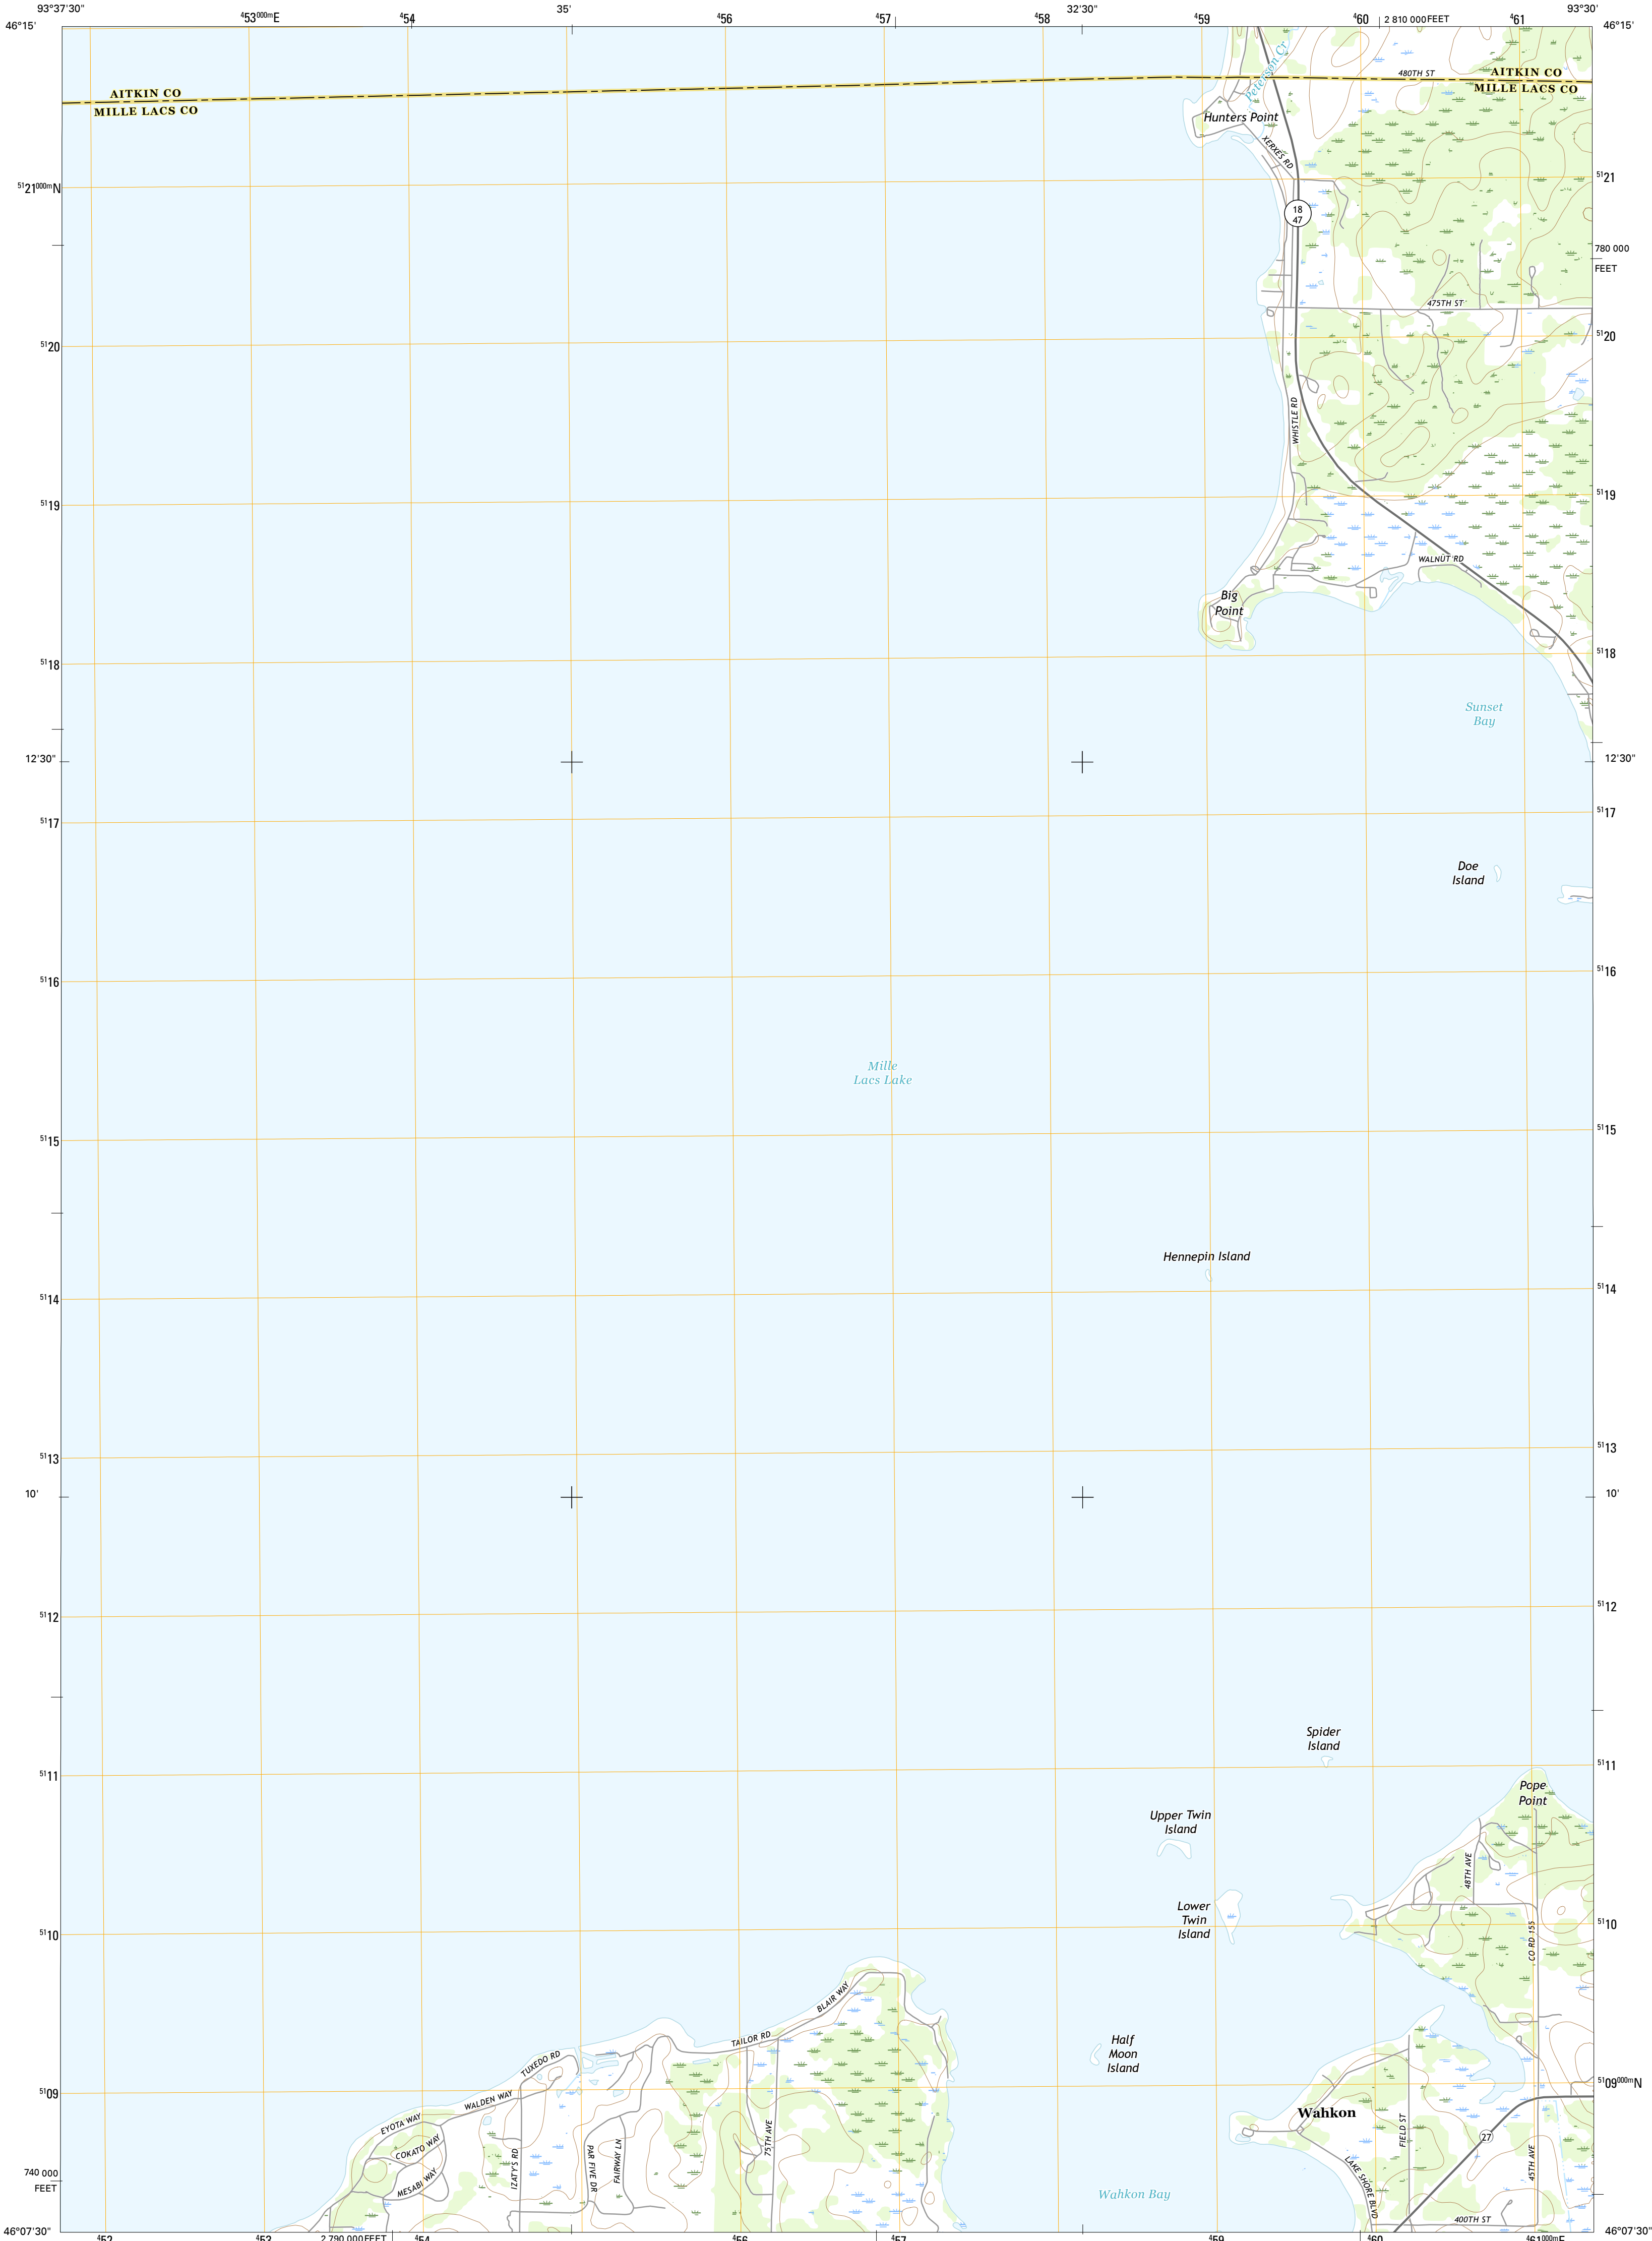 93°37'30"
⁴53⁰⁰⁰ᵐE
⁴54
35'
⁴56
⁴57
⁴58
32'30"
⁴59
⁴60
2 810 000 FEET
⁴61
93°30'
46°15'
46°15'
AITKIN CO
MILLE LACS CO
480TH ST
AITKIN CO
MILLE LACS CO
Peterson Cr
Hunters Point
XERXES RD
⁵¹21⁰⁰⁰ᵐN
⁵¹21
18
47
780 000
FEET
475TH ST
⁵¹20
⁵¹20
WHISTLE RD
⁵¹19
⁵¹19
WALNUT RD
Big
Point
⁵¹18
⁵¹18
Sunset
Bay
12'30"
12'30"
⁵¹17
⁵¹17
Doe
Island
⁵¹16
⁵¹16
Mille
Lacs Lake
⁵¹15
⁵¹15
Hennepin Island
⁵¹14
⁵¹14
⁵¹13
⁵¹13
10'
10'
⁵¹12
⁵¹12
Spider
Island
⁵¹11
⁵¹11
Pope
Point
Upper Twin
Island
48TH AVE
Lower
Twin
Island
⁵¹10
⁵¹10
CO RD 155
BLAIR WAY
TAILOR RD
Half
Moon
Island
TUXEDO RD
⁵¹09
⁵¹09⁰⁰⁰ᵐN
WALDEN WAY
EYOTA WAY
COKATO WAY
MESABI WAY
IZATYS RD
PAR FIVE DR
FAIRWAY LN
75TH AVE
Wahkon
FIELD ST
27
45TH AVE
LAKE SHORE BLVD
740 000
FEET
Wahkon Bay
400TH ST
46°07'30"
46°07'30"
⁴52
⁴53
2 790 000 FEET
⁴54
⁴56
⁴57
⁴59
⁴60
⁴61⁰⁰⁰ᵐE